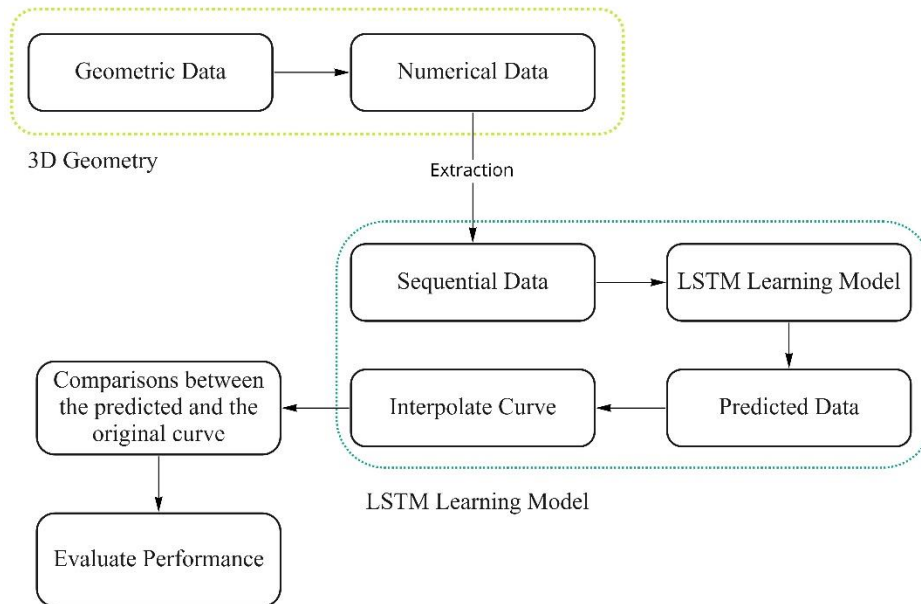 Geometric Data
Numerical Data
3D Geometry
Extraction
Sequential Data
LSTM Learning Model
Comparisons between
the predicted and the
original curve
Interpolate Curve
Predicted Data
LSTM Learning Model
Evaluate Performance